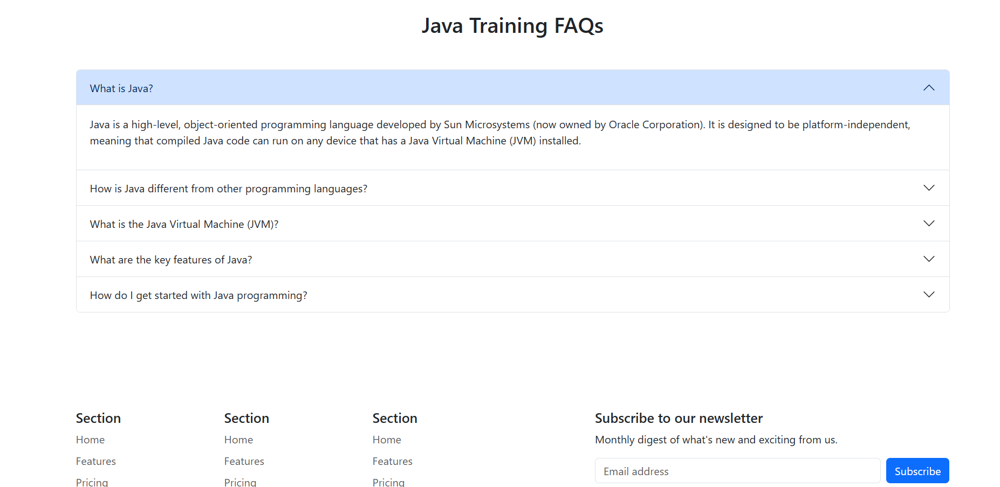 Java Training FAQs
What is Java?
Java is a high-level, object-oriented programming language developed by Sun Microsystems (now owned by Oracle Corporation). It is designed to be platform-independent,
meaning that compiled Java code can run on any device that has a Java Virtual Machine (JVM) installed.
How is Java different from other programming languages?
What is the Java Virtual Machine (JVM)?
What are the key features of Java?
How do I get started with Java programming?
Section
Home
Features
Pricing
Section
Home
Features
Pricing
Section
Home
Features
Pricing
Subscribe to our newsletter
Monthly digest of what's new and exciting from us.
Email address
Subscribe